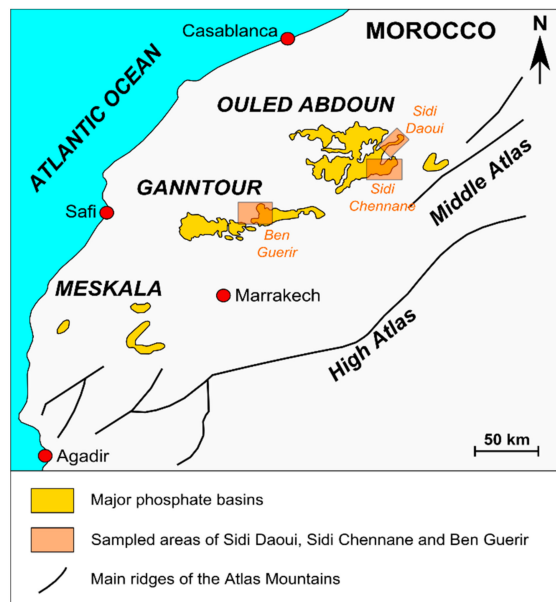 MOROCCO
N
Casablanca
ATLANTIC OCEAN
OULED ABDOUN
Sidi
Daoui
GANNTOUR
Sidi
Chennane
Middle Atlas
Safi
Ben
Guerir
MESKALA
Marrakech
High Atlas
50 km
Agadir
Major phosphate basins
Sampled areas of Sidi Daoui, Sidi Chennane and Ben Guerir
Main ridges of the Atlas Mountains